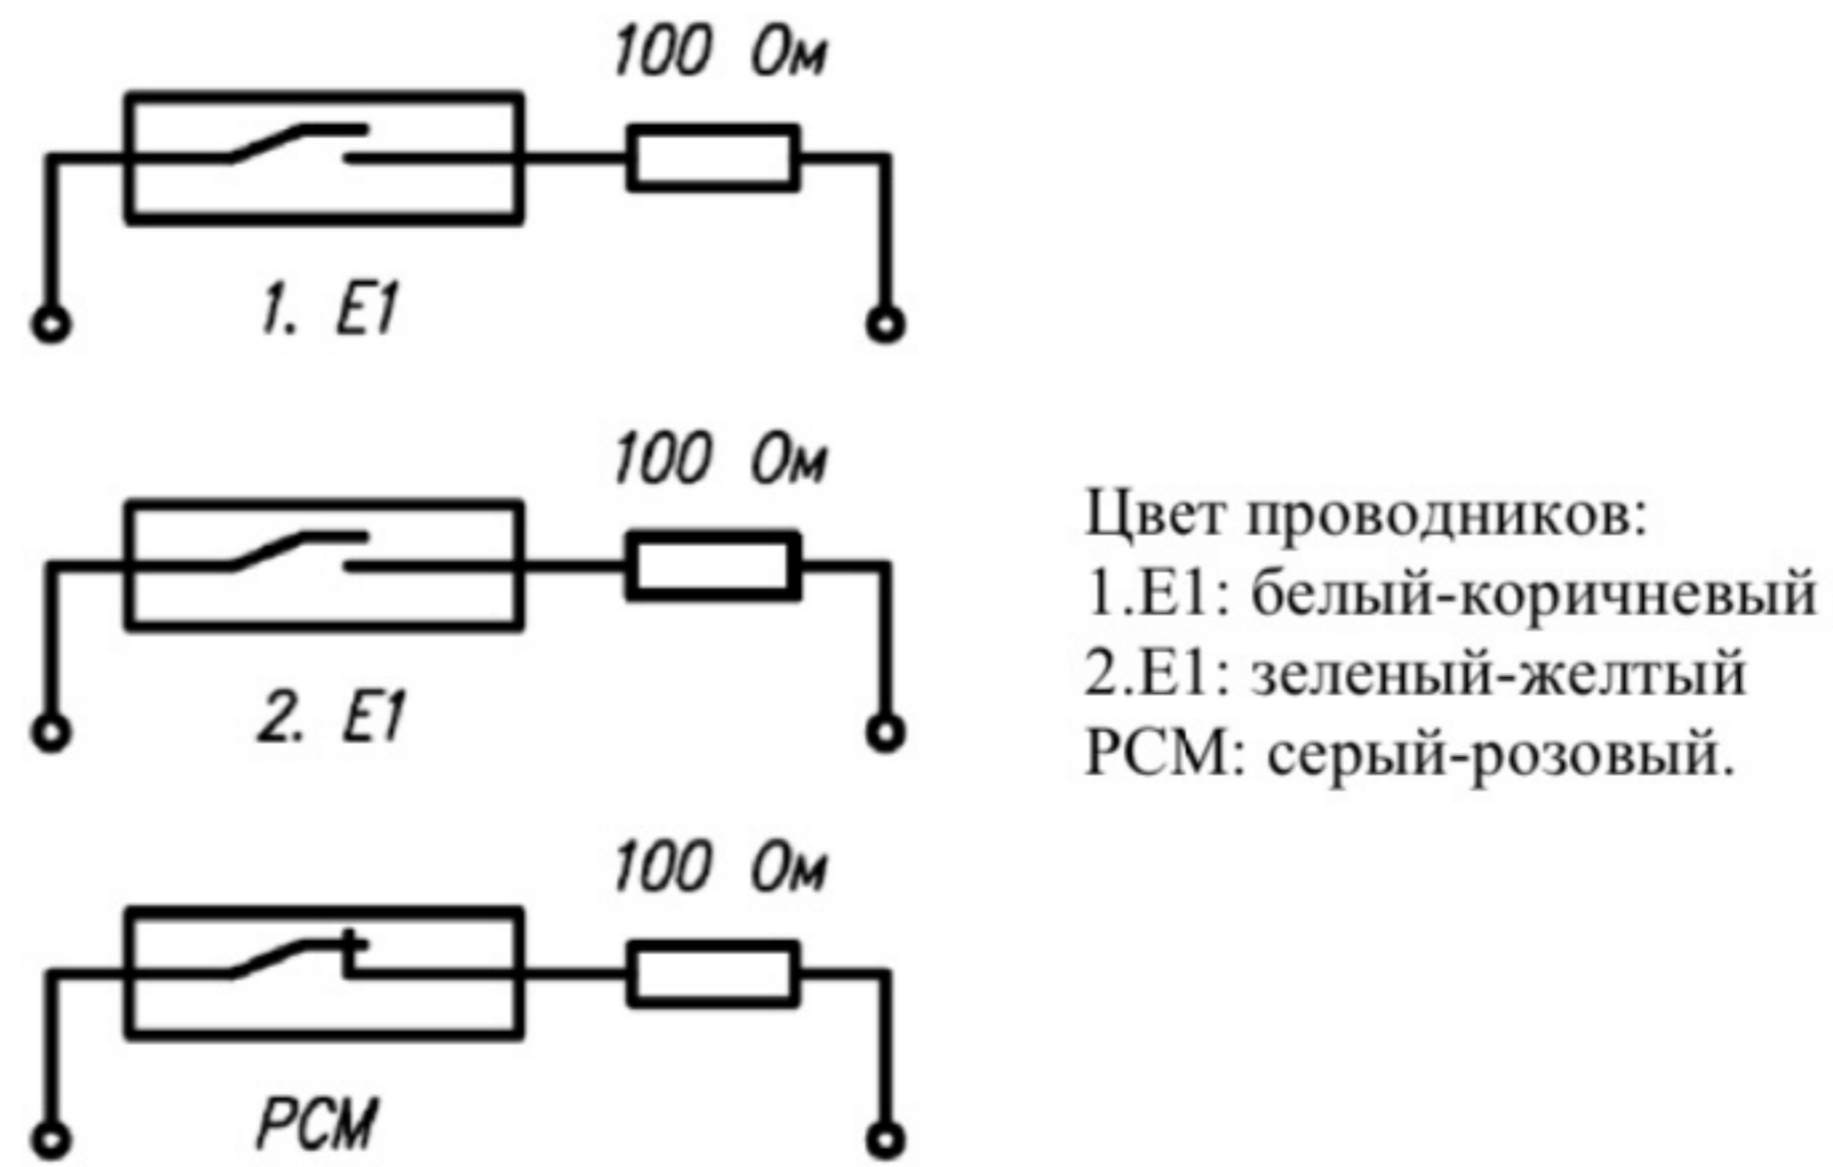 100 Ом
1. E1
100 Ом
2. E1
Цвет проводников:
1.E1: белый-коричневый
2.E1: зеленый-желтый
PCM: серый-розовый.
100 Ом
PCM